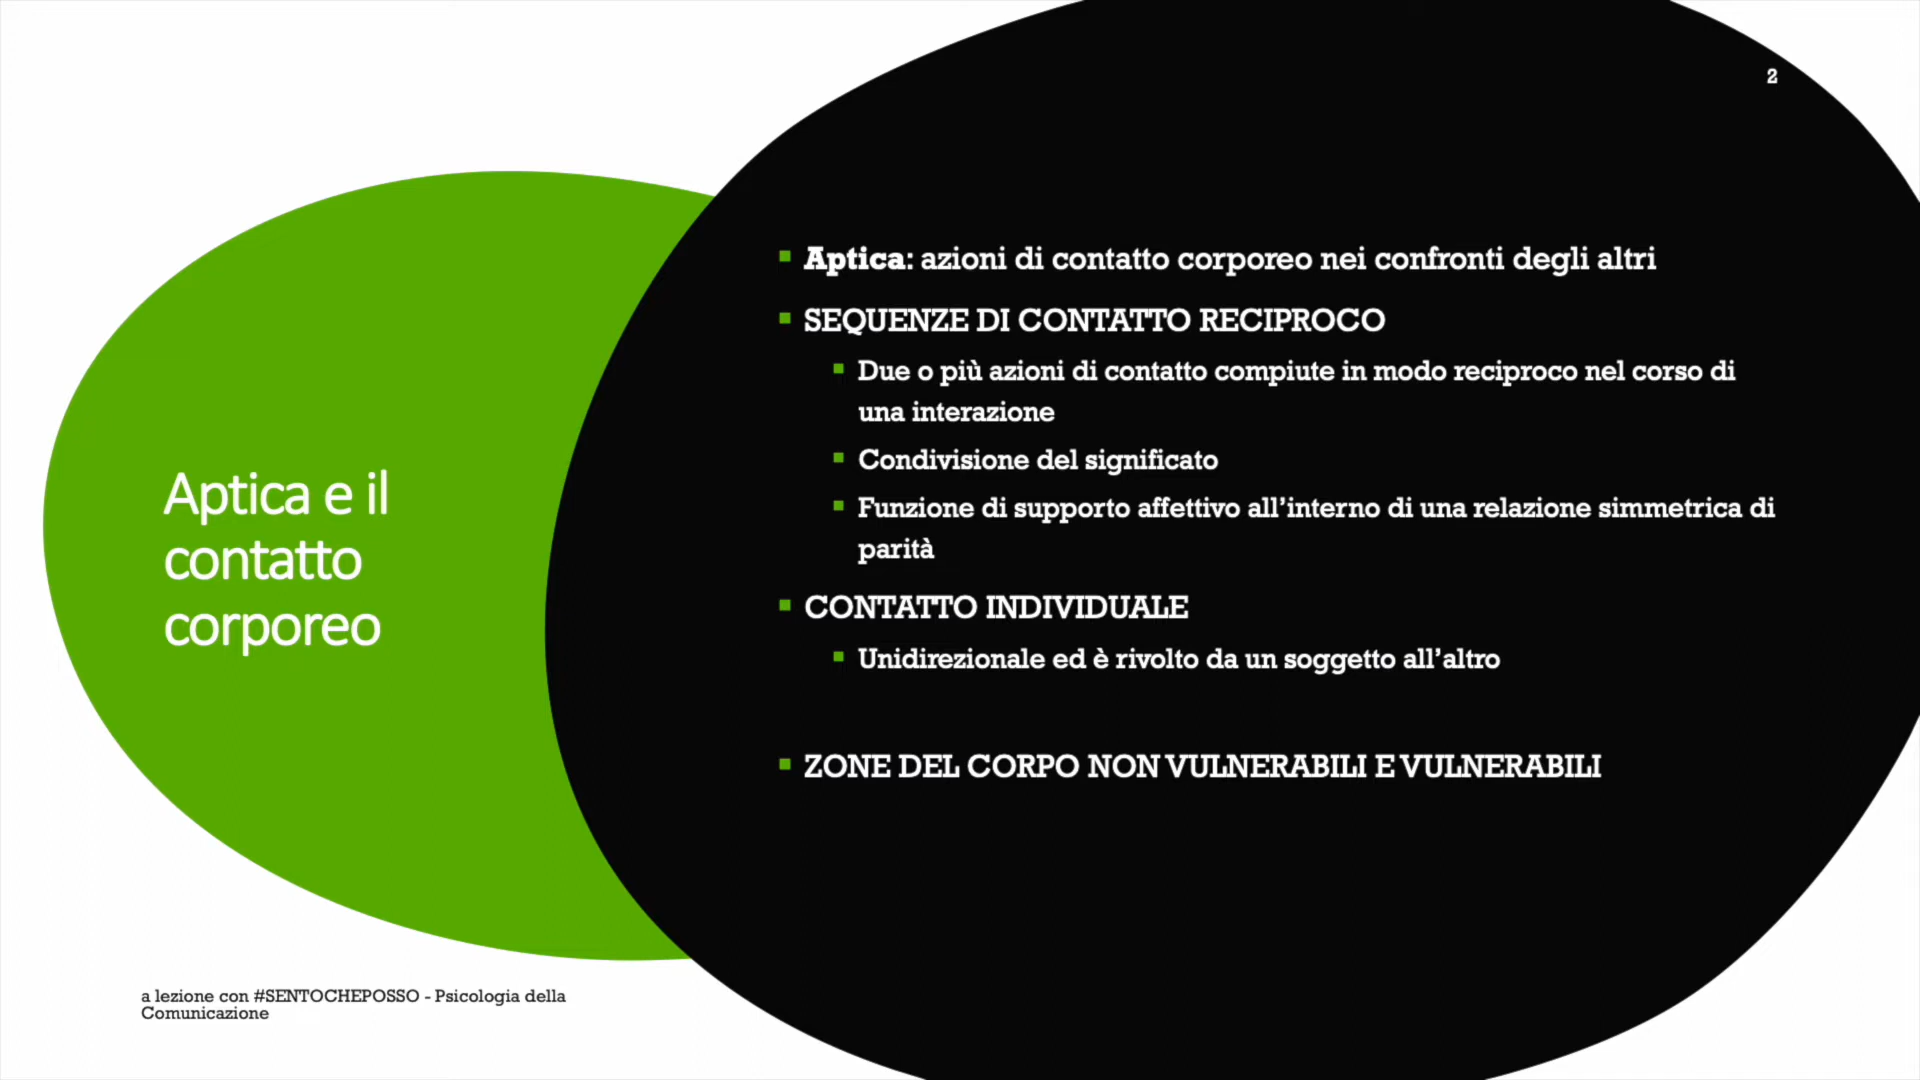 2
Aptica e il
contatto
corporeo
Aptica: azioni di contatto corporeo nei confronti degli altri
SEQUENZE DI CONTATTO RECIPROCO
Due o più azioni di contatto compiute in modo reciproco nel corso di
una interazione
Condivisione del significato
Funzione di supporto affettivo all’interno di una relazione simmetrica di
parità
CONTATTO INDIVIDUALE
Unidirezionale ed è rivolto da un soggetto all’altro
ZONE DEL CORPO NON VULNERABILI E VULNERABILI
a lezione con #SENTOCHEPOSSO - Psicologia della
Comunicazione